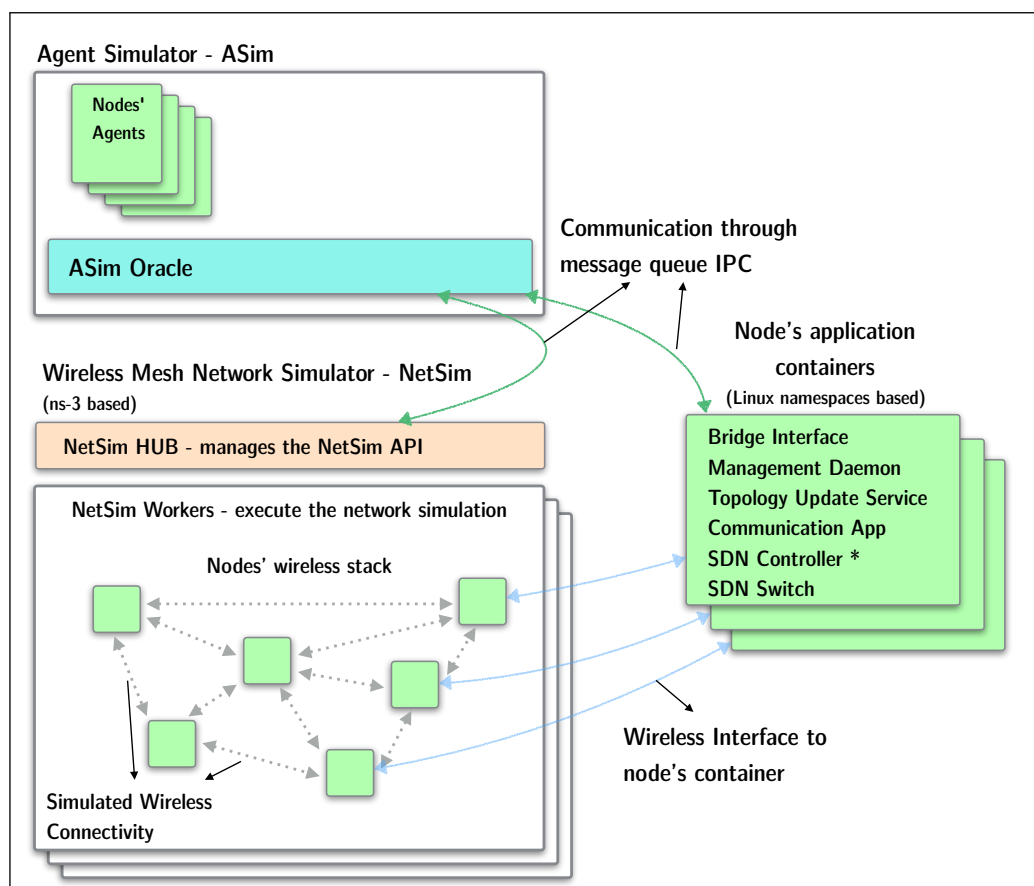 Agent Simulator - ASim
Nodes'
Agents
ASim Oracle
Communication through
message queue IPC
Node's application
containers
(Linux namespaces based)
Wireless Mesh Network Simulator - NetSim
(ns-3 based)
NetSim HUB - manages the NetSim API
Bridge Interface
Management Daemon
Topology Update Service
Communication App
SDN Controller *
SDN Switch
NetSim Workers - execute the network simulation
Nodes' wireless stack
Wireless Interface to
node's container
Simulated Wireless
Connectivity